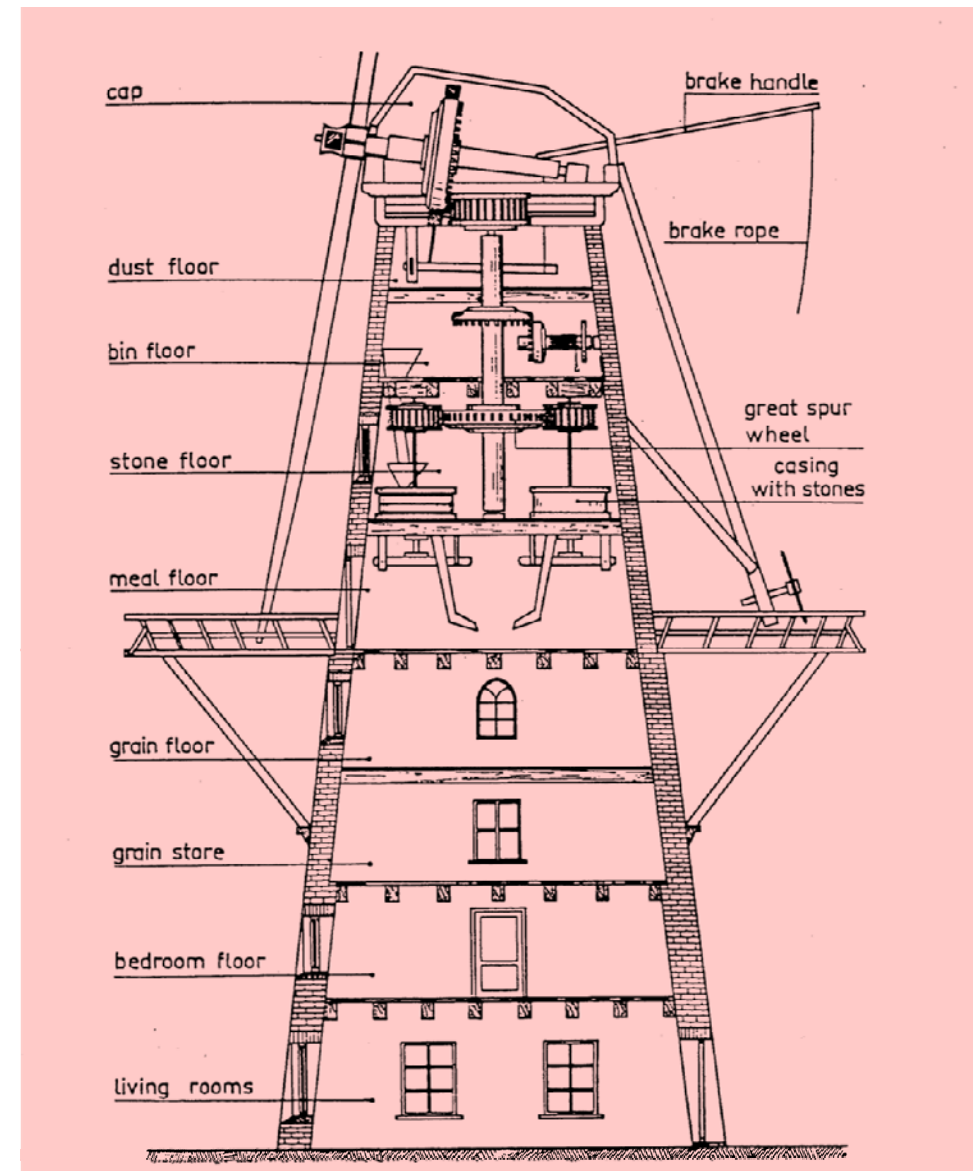 cap
brake handle
brake rope
dust floor
bin floor
great spur
wheel
stone floor
casing
with stones
meal floor
grain floor
grain store
bedroom floor
living rooms